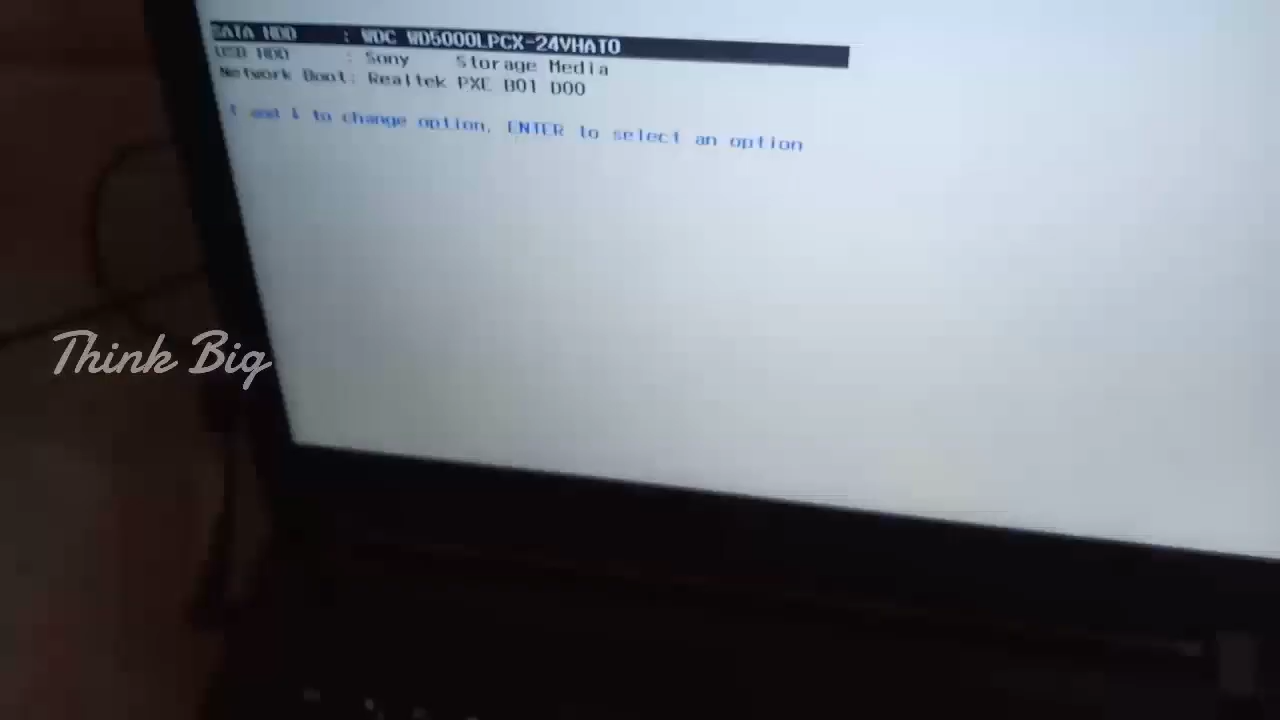 SATA HDD : WDC WD5000LPCX-24VHAT0
USB HDD : Sony Storage Media
Network Boot: Realtek PXE B01 D00
↑ and ↓ to change option, ENTER to select an option
Think Big